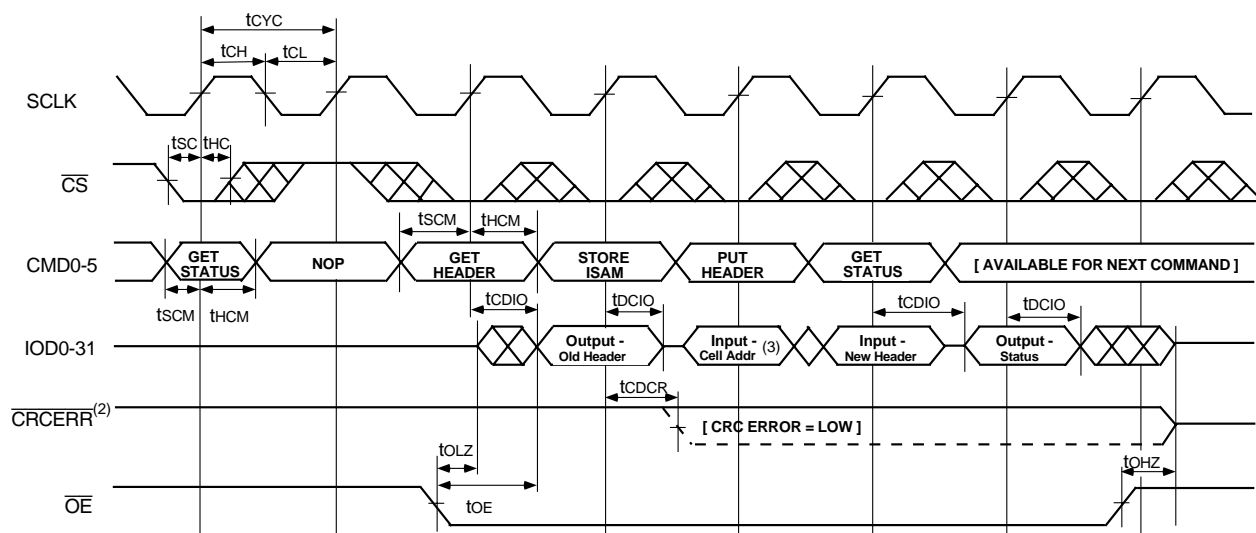 tCYC
tCH tCL
SCLK
tSC tHC
CS
tSCM tHCM
CMD0-5
GET STATUS
NOP
GET HEADER
STORE ISAM
PUT HEADER
GET STATUS
[ AVAILABLE FOR NEXT COMMAND ]
tSCM tHCM
tCDIO tDCIO tCDIO tDCIO
IOD0-31
Output - Old Header
Input - Cell Addr (3)
Input - New Header
Output - Status
tCDCR
CRCERR(2)
[ CRC ERROR = LOW ]
tOLZ
tOHZ
tOE
OE